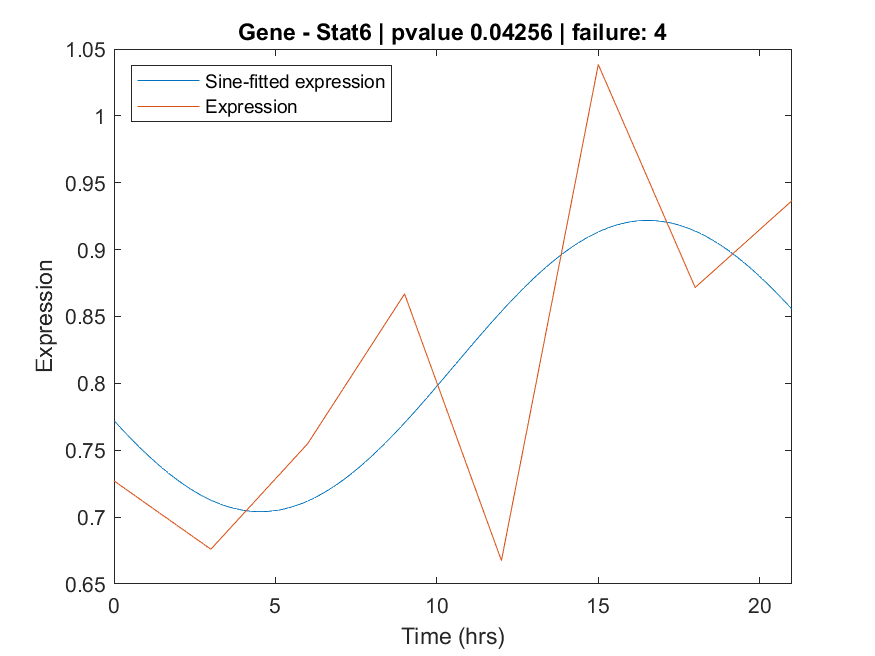 Gene - Stat6 | pvalue 0.04256 | failure: 4
1.05
1
0.95
0.9
0.85
0.8
0.75
0.7
0.65
Expression
Sine-fitted expression
Expression
0
5
10
15
20
Time (hrs)